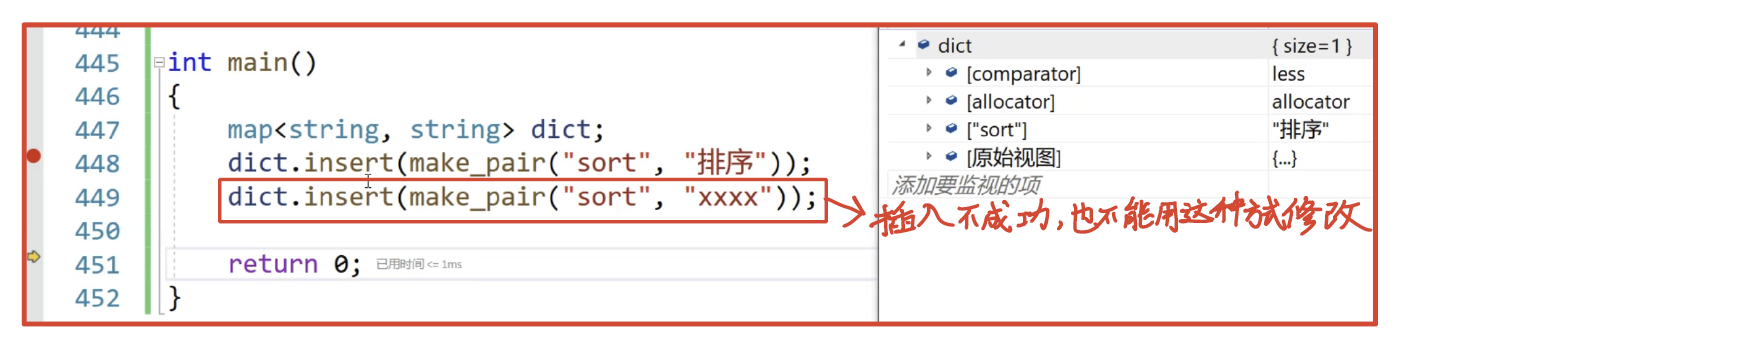 444
445 int main()
446 {
447 map<string, string> dict;
448 dict.insert(make_pair("sort", "排序"));
449 dict.insert(make_pair("sort", "xxxx"));
450
451 return 0; 已用时间 <= 1ms
452 }
dict { size=1 }
[comparator] less
[allocator] allocator
["sort"] "排序"
[原始视图] {...}
添加要监视的项
插入不成功,也不能用这种方式修改